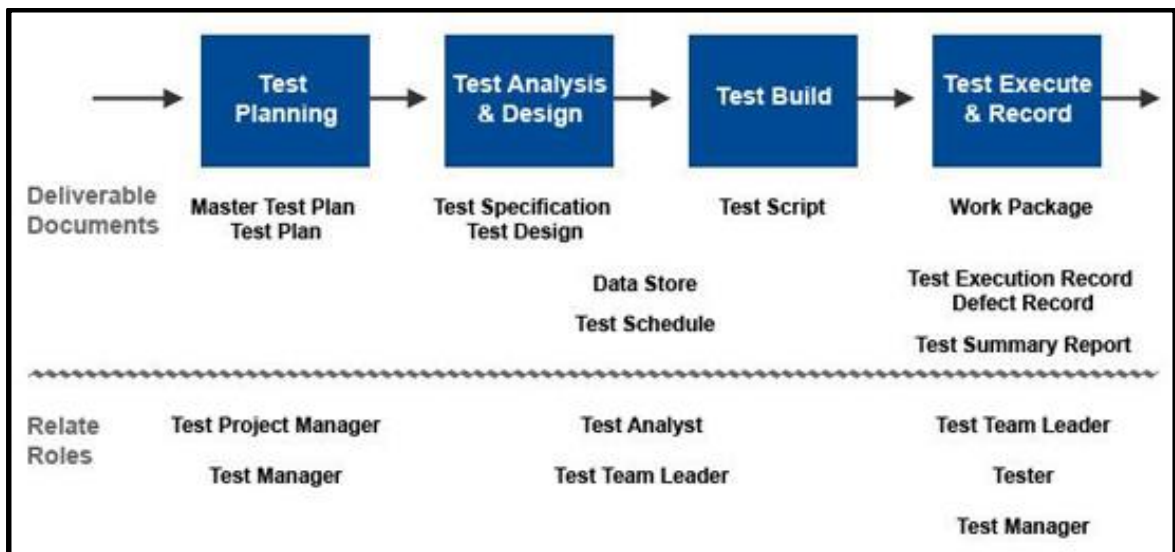 Test
Planning
Test Analysis
& Design
Test Build
Test Execute
& Record
Deliverable
Documents
Master Test Plan
Test Plan
Test Specification
Test Design
Test Script
Work Package
Data Store
Test Schedule
Test Execution Record
Defect Record
Test Summary Report
Relate
Roles
Test Project Manager
Test Manager
Test Analyst
Test Team Leader
Test Team Leader
Tester
Test Manager